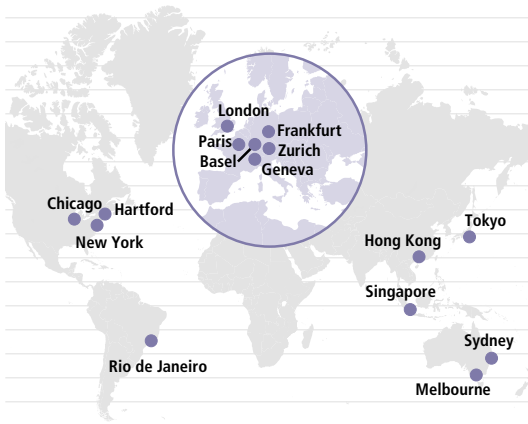 London
Frankfurt
Paris
Zurich
Basel
Geneva
Chicago
Hartford
New York
Tokyo
Hong Kong
Singapore
Sydney
Rio de Janeiro
Melbourne